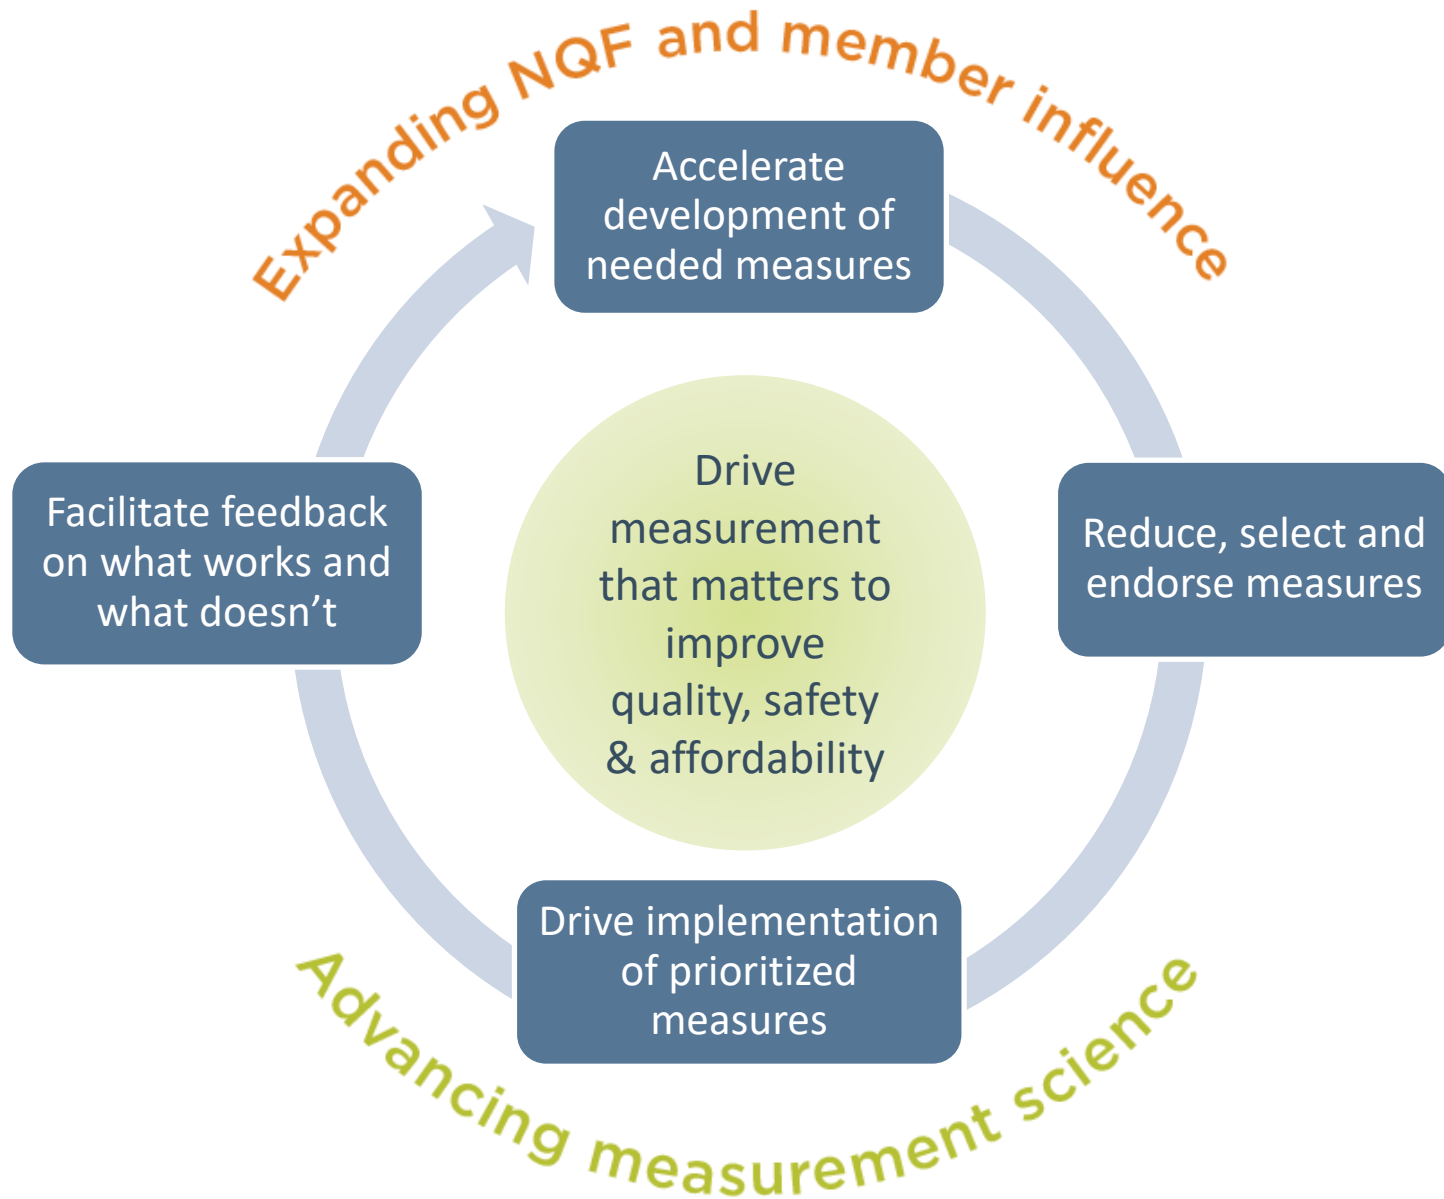 Expanding NQF and member influence
Accelerate
development of
needed measures
Facilitate feedback
on what works and
what doesn’t
Drive
measurement
that matters to
improve
quality, safety
& affordability
Reduce, select and
endorse measures
Drive implementation
of prioritized
measures
Advancing measurement science